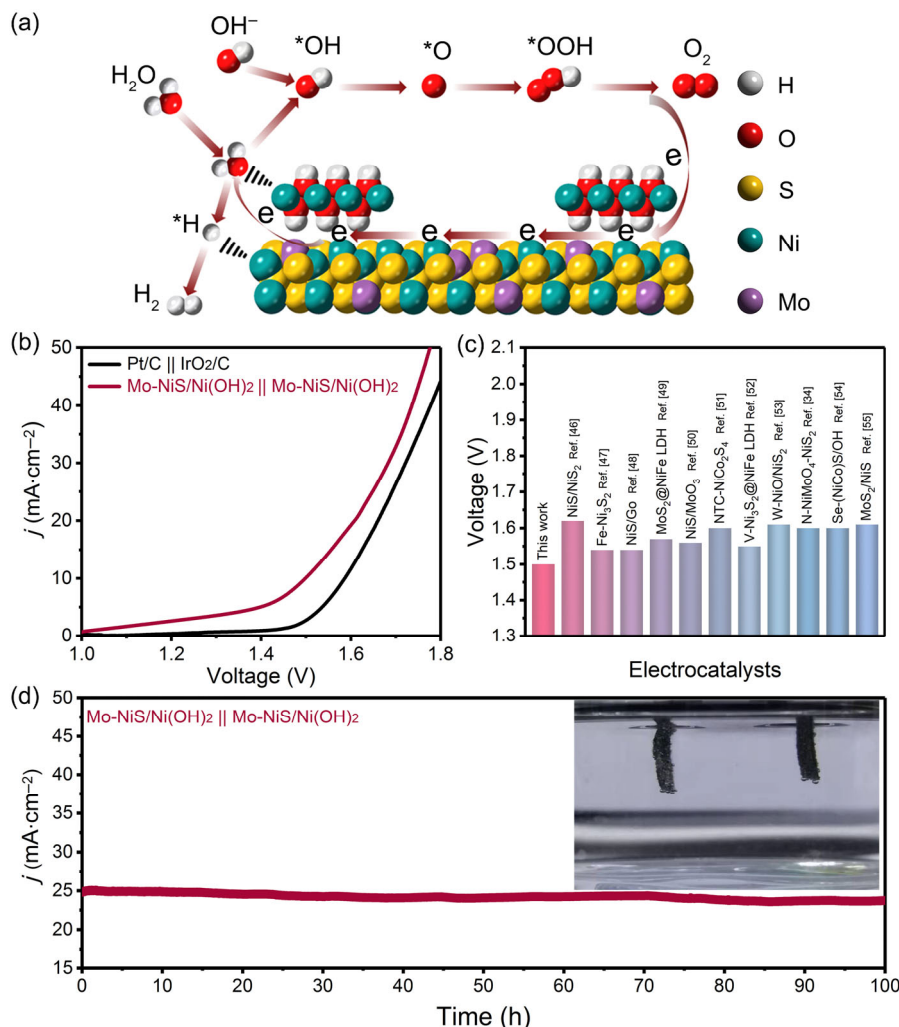 (a)
OH⁻
*OH
*O
*OOH
O₂
H
H₂O
O
e
S
*H
e
e
e
e
e
Ni
H₂
Mo
(b)
50
40
30
20
10
0
j (mA·cm⁻²)
Pt/C || IrO₂/C
Mo-NiS/Ni(OH)₂ || Mo-NiS/Ni(OH)₂
1.0
1.2
1.4
1.6
1.8
Voltage (V)
(c)
2.1
2.0
1.9
1.8
1.7
1.6
1.5
1.4
1.3
Voltage (V)
This work
NiS/NiS₂ Ref. [46]
Fe-Ni₃S₂ Ref. [47]
NiS/Go Ref. [48]
MoS₂@NiFe LDH Ref. [49]
NiS/MoO₃ Ref. [50]
NTC-NiCo₂S₄ Ref. [51]
V-Ni₃S₂@NiFe LDH Ref. [52]
W-NiO/NiS₂ Ref. [53]
N-NiMoO₄-NiS₂ Ref. [34]
Se-(NiCo)S/OH Ref. [54]
MoS₂/NiS Ref. [55]
Electrocatalysts
(d)
50
45
40
35
30
25
20
15
j (mA·cm⁻²)
Mo-NiS/Ni(OH)₂ || Mo-NiS/Ni(OH)₂
0
10
20
30
40
50
60
70
80
90
100
Time (h)